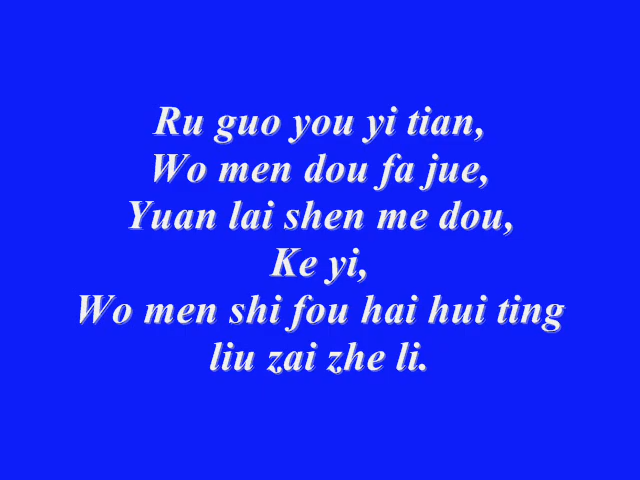 Ru guo you yi tian,
Wo men dou fa jue,
Yuan lai shen me dou,
Ke yi,
Wo men shi fou hai hui ting
liu zai zhe li.